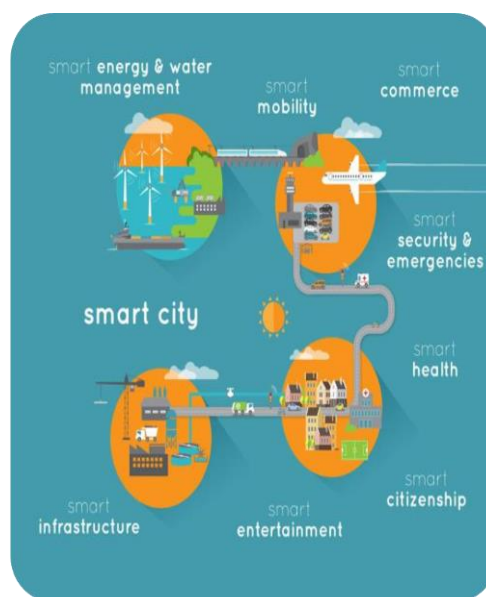 smart energy & water
management
smart
mobility
smart
commerce
smart
security &
emergencies
smart city
smart
health
smart
citizenship
smart
infrastructure
smart
entertainment